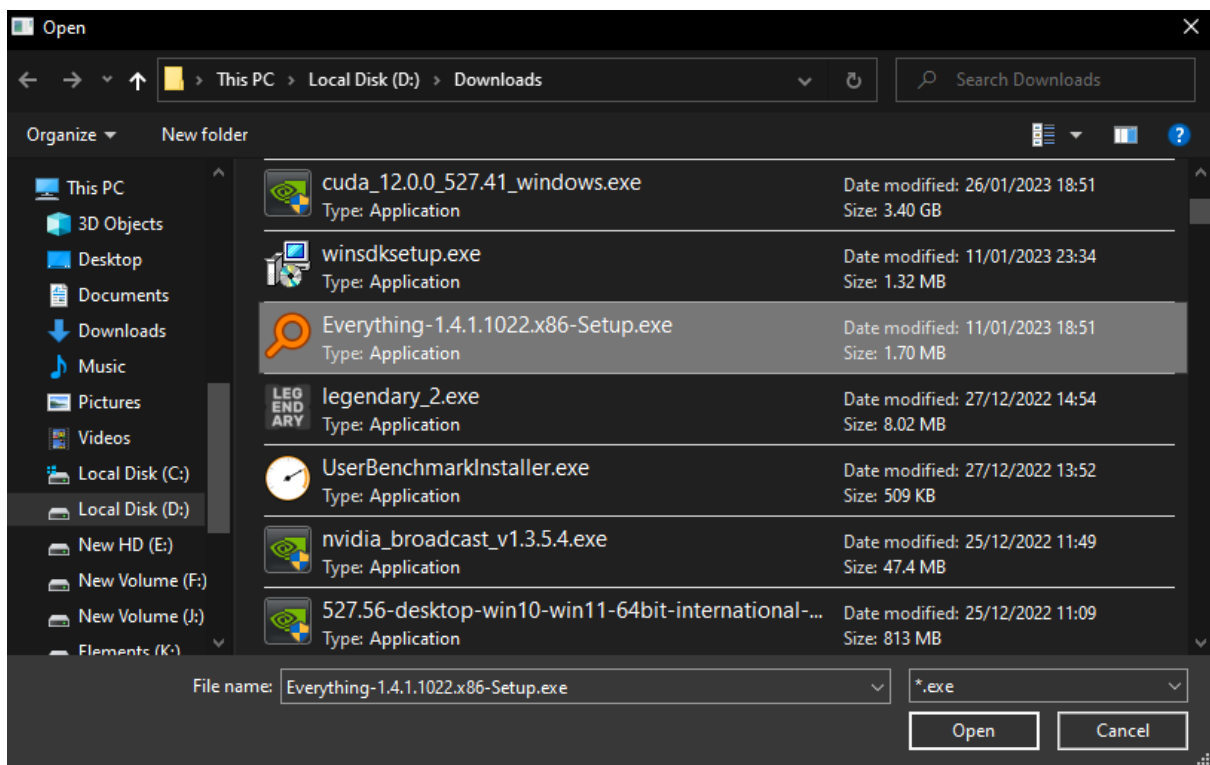 Open
This PC > Local Disk (D:) > Downloads
Search Downloads
Organize
New folder
?
This PC
3D Objects
Desktop
Documents
Downloads
Music
Pictures
Videos
Local Disk (C:)
Local Disk (D:)
New HD (E:)
New Volume (F:)
New Volume (J:)
Elements (K:)
cuda_12.0.0_527.41_windows.exe
Type: Application
Date modified: 26/01/2023 18:51
Size: 3.40 GB
winsdksetup.exe
Type: Application
Date modified: 11/01/2023 23:34
Size: 1.32 MB
Everything-1.4.1.1022.x86-Setup.exe
Type: Application
Date modified: 11/01/2023 18:51
Size: 1.70 MB
LEG
END
ARY
legendary_2.exe
Type: Application
Date modified: 27/12/2022 14:54
Size: 8.02 MB
UserBenchmarkInstaller.exe
Type: Application
Date modified: 27/12/2022 13:52
Size: 509 KB
nvidia_broadcast_v1.3.5.4.exe
Type: Application
Date modified: 25/12/2022 11:49
Size: 47.4 MB
527.56-desktop-win10-win11-64bit-international-...
Type: Application
Date modified: 25/12/2022 11:09
Size: 813 MB
File name: Everything-1.4.1.1022.x86-Setup.exe
*.exe
Open
Cancel